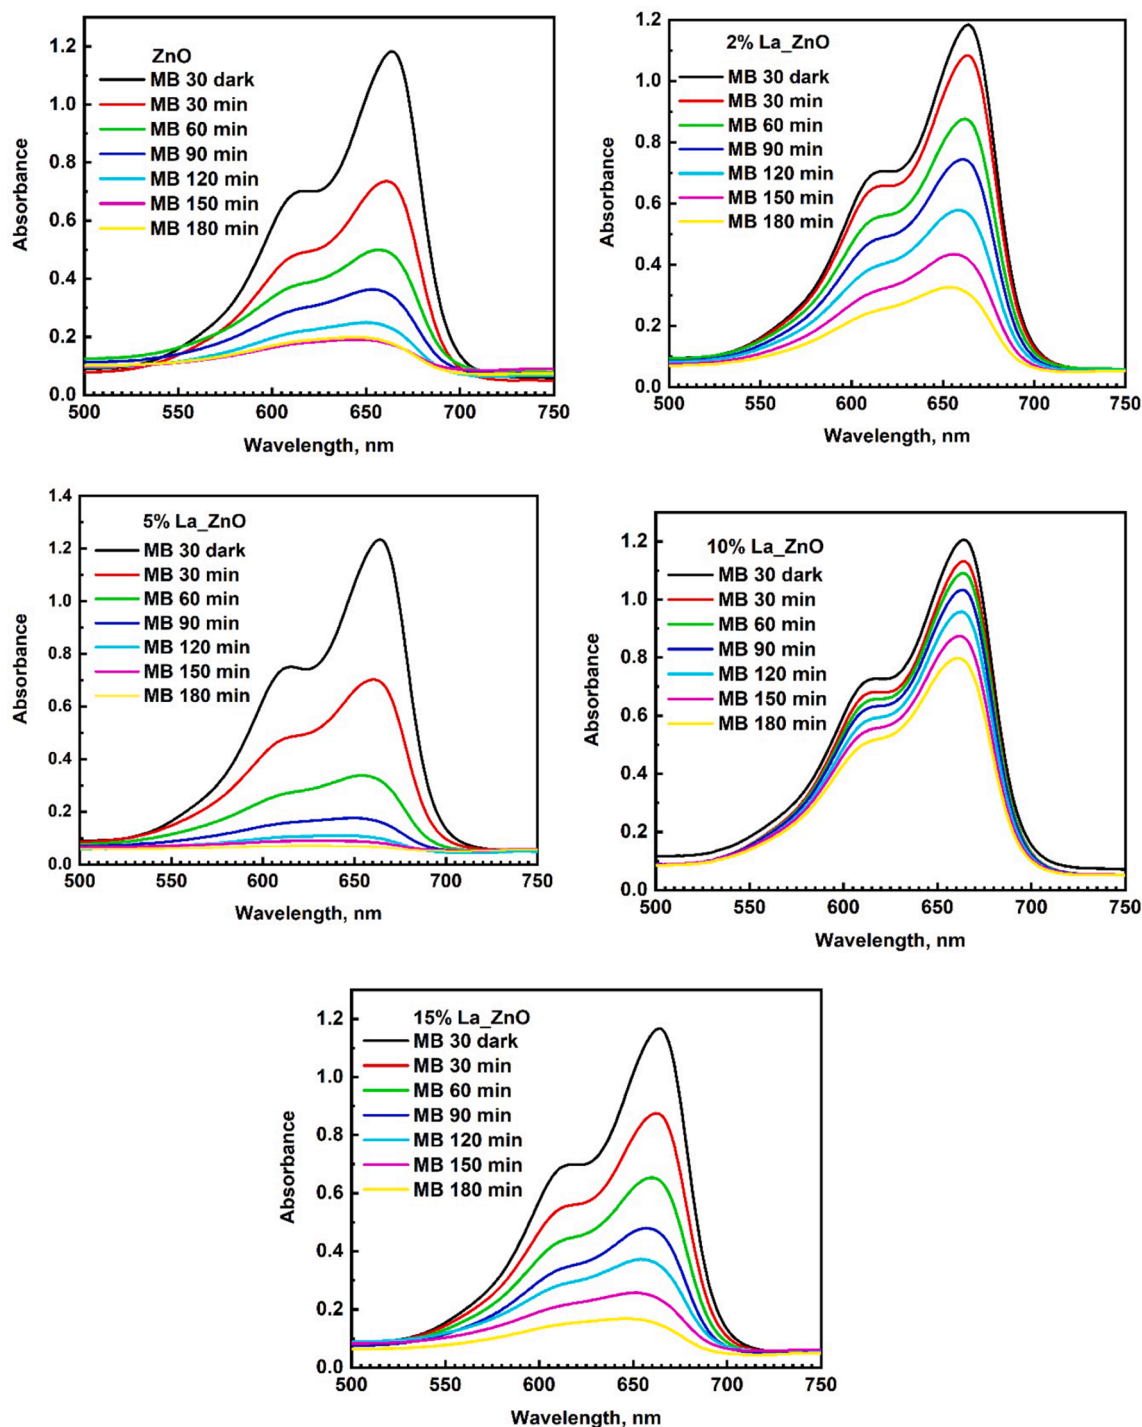 ZnO
MB 30 dark
MB 30 min
MB 60 min
MB 90 min
MB 120 min
MB 150 min
MB 180 min
Absorbance
1.2
1.0
0.8
0.6
0.4
0.2
0.0
500 550 600 650 700 750
Wavelength, nm
2% La_ZnO
MB 30 dark
MB 30 min
MB 60 min
MB 90 min
MB 120 min
MB 150 min
MB 180 min
Absorbance
1.2
1.0
0.8
0.6
0.4
0.2
0.0
500 550 600 650 700 750
Wavelength, nm
5% La_ZnO
MB 30 dark
MB 30 min
MB 60 min
MB 90 min
MB 120 min
MB 150 min
MB 180 min
Absorbance
1.4
1.2
1.0
0.8
0.6
0.4
0.2
0.0
500 550 600 650 700 750
Wavelength, nm
10% La_ZnO
MB 30 dark
MB 30 min
MB 60 min
MB 90 min
MB 120 min
MB 150 min
MB 180 min
Absorbance
1.2
1.0
0.8
0.6
0.4
0.2
0.0
500 550 600 650 700 750
Wavelength, nm
15% La_ZnO
MB 30 dark
MB 30 min
MB 60 min
MB 90 min
MB 120 min
MB 150 min
MB 180 min
Absorbance
1.2
1.0
0.8
0.6
0.4
0.2
0.0
500 550 600 650 700 750
Wavelength, nm